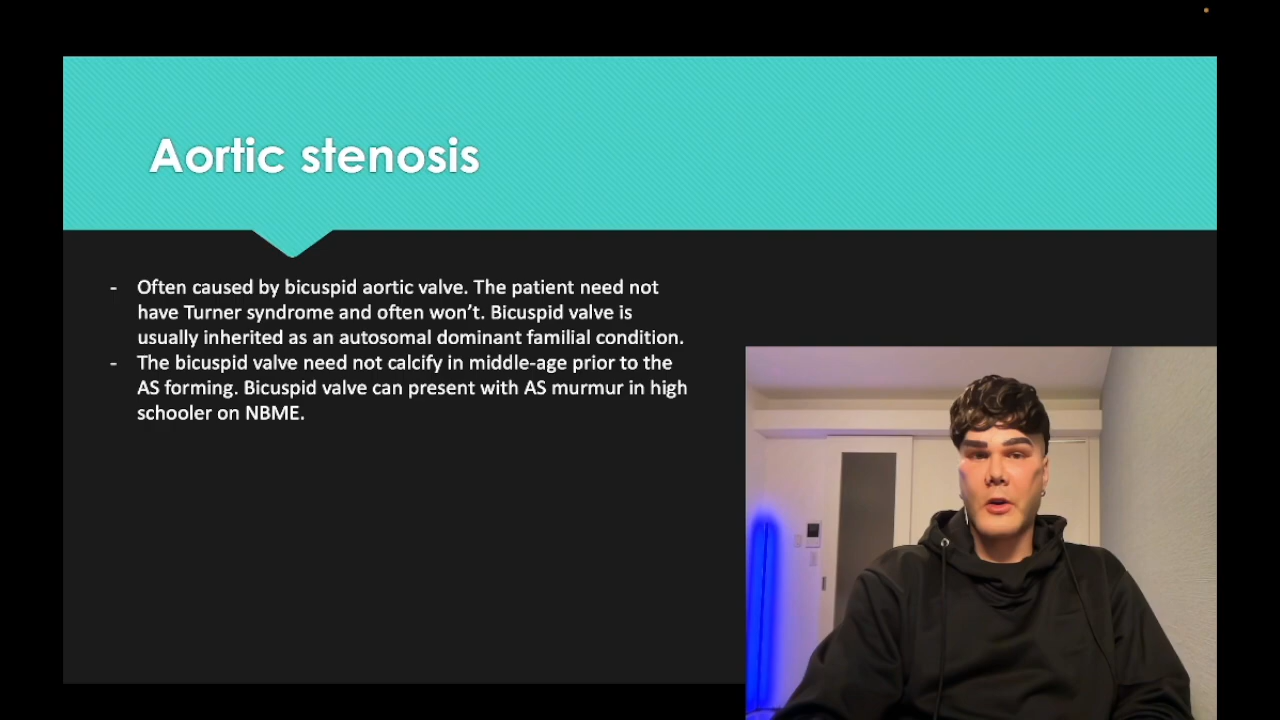 Aortic stenosis
- Often caused by bicuspid aortic valve. The patient need not
have Turner syndrome and often won’t. Bicuspid valve is
usually inherited as an autosomal dominant familial condition.
- The bicuspid valve need not calcify in middle-age prior to the
AS forming. Bicuspid valve can present with AS murmur in high
schooler on NBME.